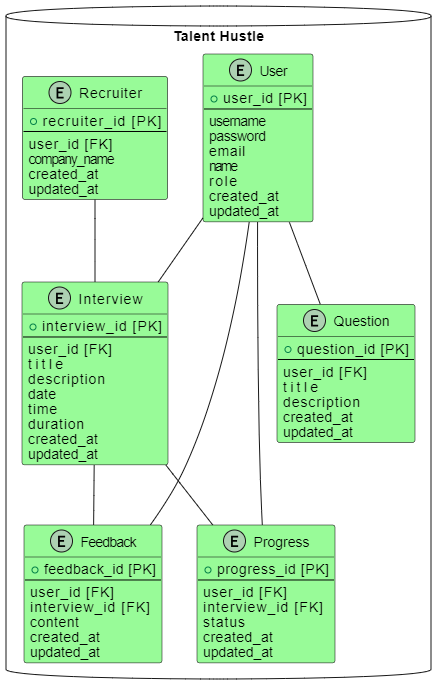 Talent Hustle
E Recruiter
recruiter_id [PK]
user_id [FK]
company_name
created_at
updated_at
E User
user_id [PK]
username
password
email
name
role
created_at
updated_at
E Interview
interview_id [PK]
user_id [FK]
title
description
date
time
duration
created_at
updated_at
E Question
question_id [PK]
user_id [FK]
title
description
created_at
updated_at
E Feedback
feedback_id [PK]
user_id [FK]
interview_id [FK]
content
created_at
updated_at
E Progress
progress_id [PK]
user_id [FK]
interview_id [FK]
status
created_at
updated_at